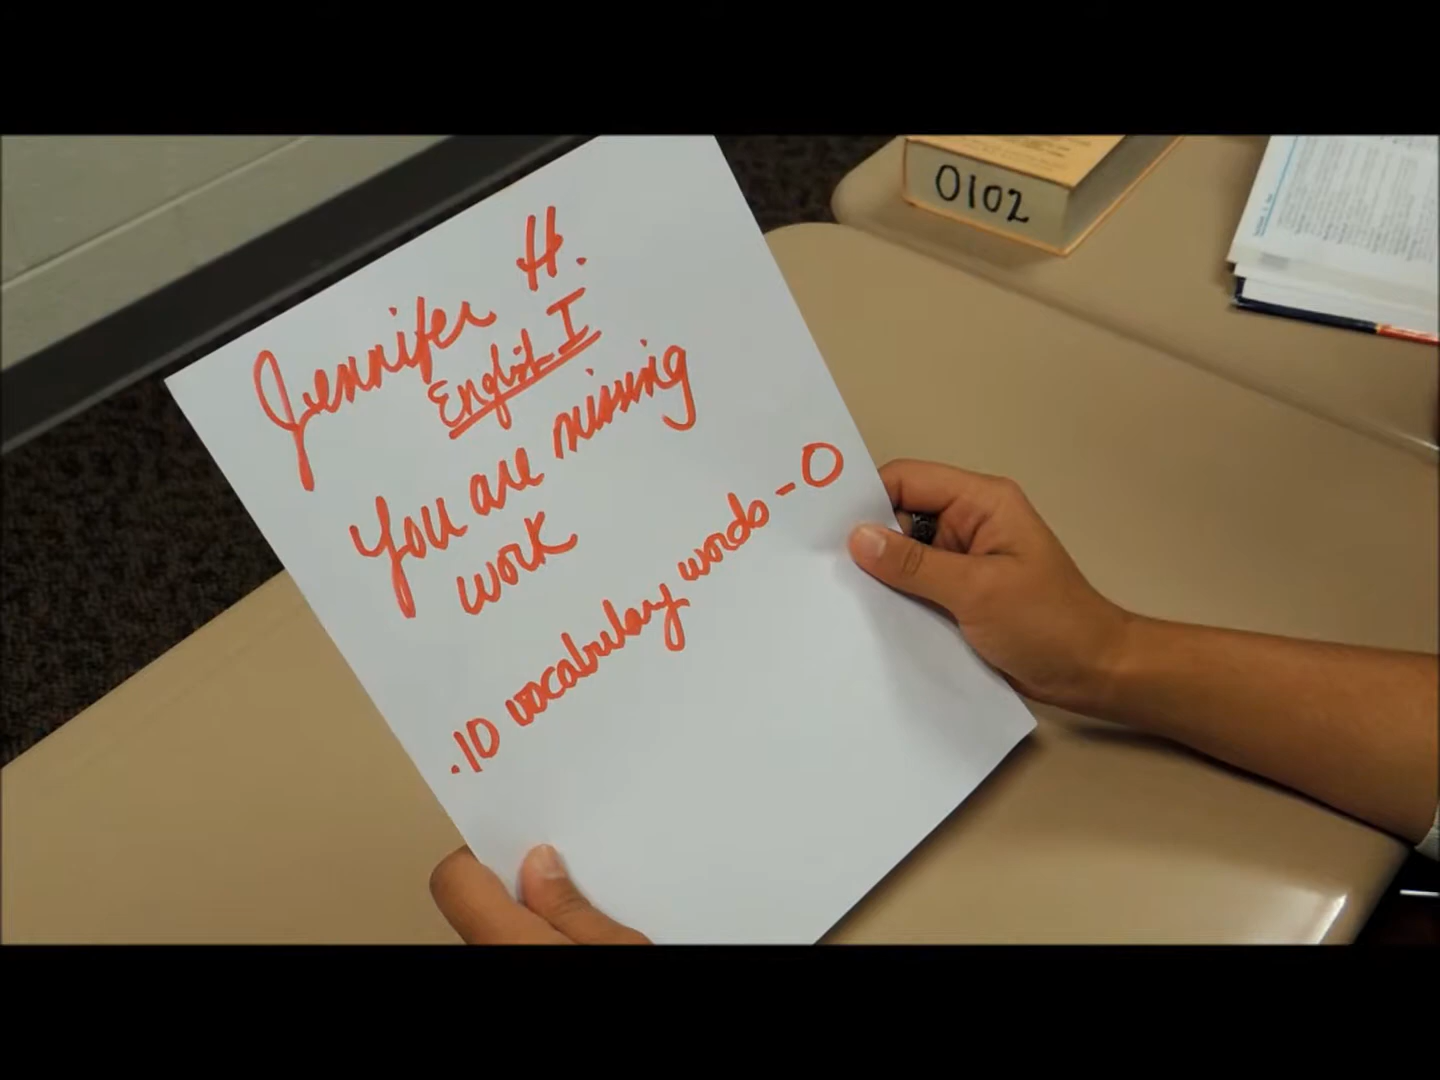 Jennifer H.
English I
You are missing
work
.10 vocabulary words - 0
0102